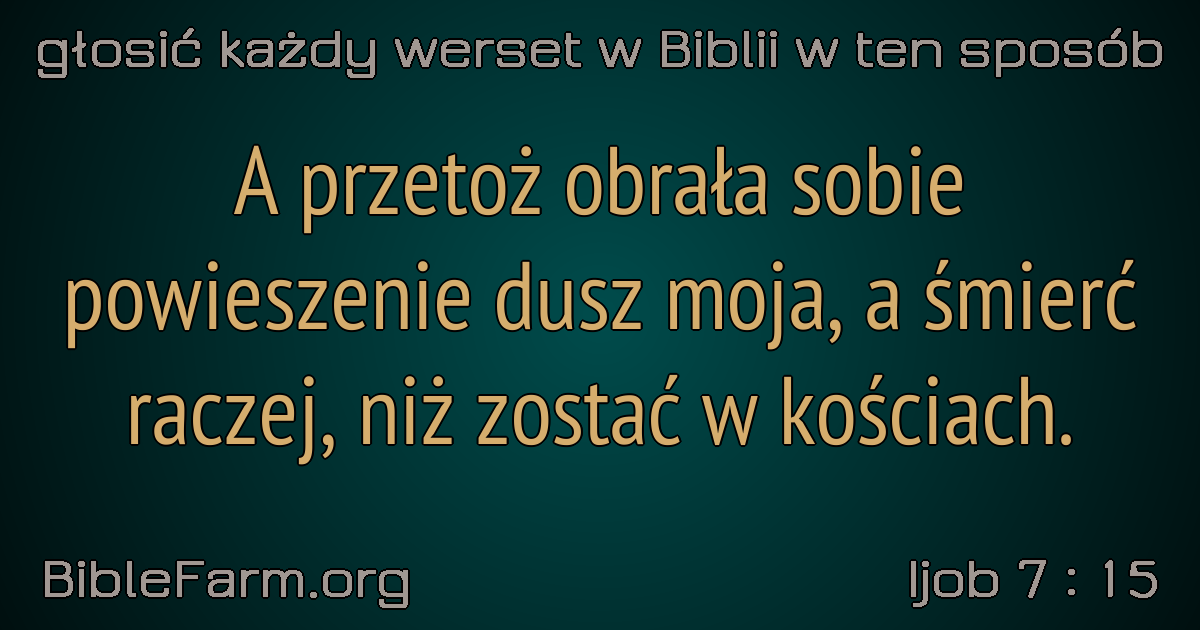 głosić każdy werset w Biblii w ten sposób
A przetoż obrała sobie
powieszenie dusz moja, a śmierć
raczej, niż zostać w kościach.
BibleFarm.org
Ijob 7 : 15